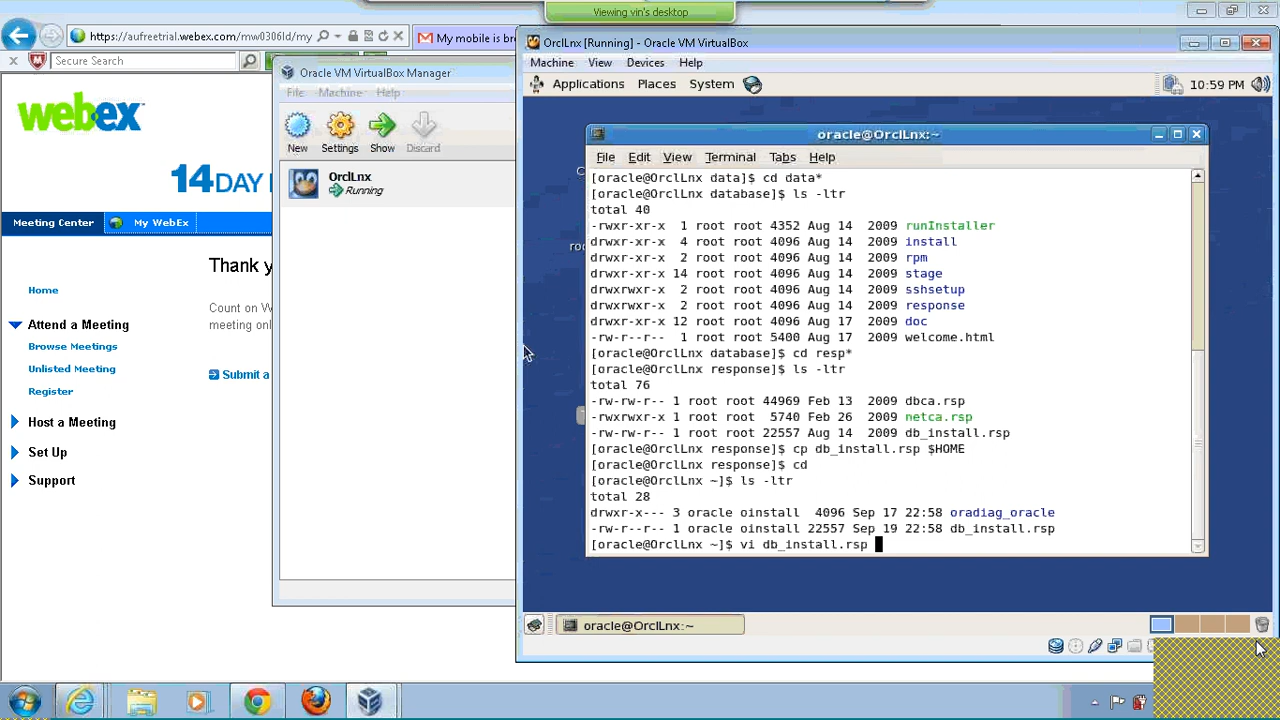 Viewing vin's desktop
https://aufreetrial.webex.com/mw0306ld/my
My mobile is br
Secure Search
webex
14 DAY
Meeting Center
My WebEx
Thank y
Home
Count on W
meeting onl
Attend a Meeting
Browse Meetings
Unlisted Meeting
Submit a
Register
Host a Meeting
Set Up
Support
Oracle VM VirtualBox Manager
File Machine Help
New Settings Show Discard
OrclLnx
Running
OrclLnx [Running] - Oracle VM VirtualBox
Machine View Devices Help
Applications Places System
10:59 PM
oracle@OrclLnx:~
File Edit View Terminal Tabs Help
[oracle@OrclLnx data]$ cd data*
[oracle@OrclLnx database]$ ls -ltr
total 40
-rwxr-xr-x 1 root root 4352 Aug 14 2009 runInstaller
drwxr-xr-x 4 root root 4096 Aug 14 2009 install
drwxr-xr-x 2 root root 4096 Aug 14 2009 rpm
drwxr-xr-x 14 root root 4096 Aug 14 2009 stage
drwxrwxr-x 2 root root 4096 Aug 14 2009 sshsetup
drwxrwxr-x 2 root root 4096 Aug 14 2009 response
drwxr-xr-x 12 root root 4096 Aug 17 2009 doc
-rw-r--r-- 1 root root 5400 Aug 17 2009 welcome.html
[oracle@OrclLnx database]$ cd resp*
[oracle@OrclLnx response]$ ls -ltr
total 76
-rw-rw-r-- 1 root root 44969 Feb 13 2009 dbca.rsp
-rwxrwxr-x 1 root root 5740 Feb 26 2009 netca.rsp
-rw-rw-r-- 1 root root 22557 Aug 14 2009 db_install.rsp
[oracle@OrclLnx response]$ cp db_install.rsp $HOME
[oracle@OrclLnx response]$ cd
[oracle@OrclLnx ~]$ ls -ltr
total 28
drwxr-x--- 3 oracle oinstall 4096 Sep 17 22:58 oradiag_oracle
-rw-r--r-- 1 oracle oinstall 22557 Sep 19 22:58 db_install.rsp
[oracle@OrclLnx ~]$ vi db_install.rsp
oracle@OrclLnx:~